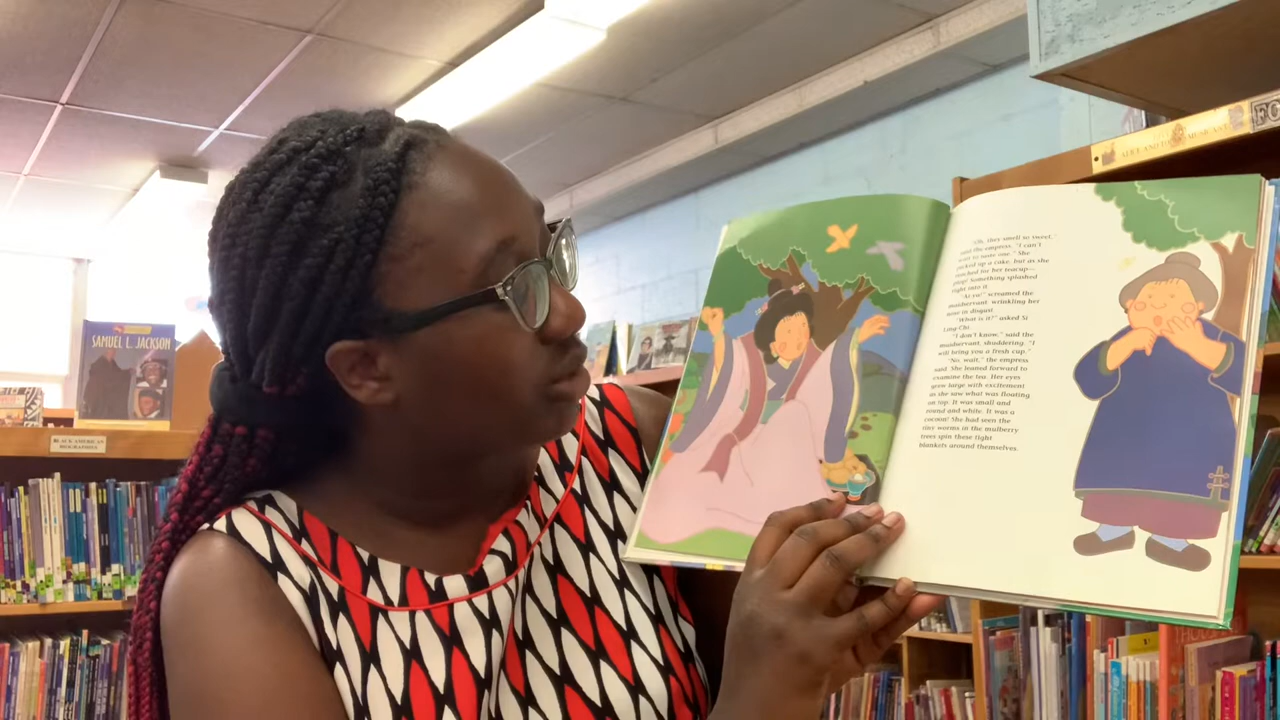 SAMUEL L. JACKSON
BLACK AMERICAN
BIOGRAPHIES
"Oh, they smell so sweet,"
said the empress. "I can't
wait to taste one." She
picked up a cake, but as she
reached for her teacup—
plop! Something splashed
right into it.
"Ai ya!" screamed the
maidservant, wrinkling her
nose in disgust.
"What is it?" asked Si
Ling-Chi.
"I don't know," said the
maidservant, shuddering. "I
will bring you a fresh cup."
"No, wait," the empress
said. She leaned forward to
examine the tea. Her eyes
grew large with excitement
as she saw what was floating
on top. It was small and
round and white. It was a
cocoon! She had seen the
tiny worms in the mulberry
trees spin these tight
blankets around themselves.